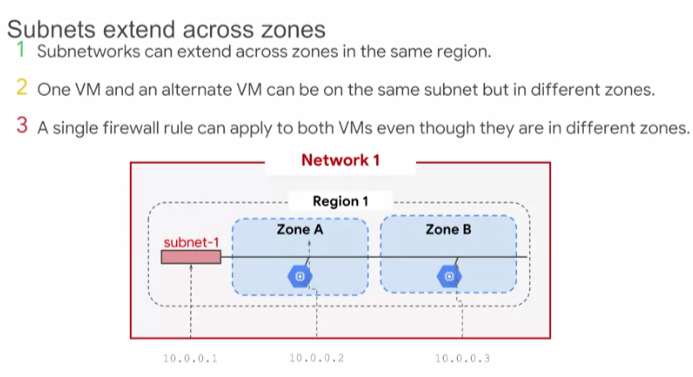 Subnets extend across zones
1 Subnetworks can extend across zones in the same region.
2 One VM and an alternate VM can be on the same subnet but in different zones.
3 A single firewall rule can apply to both VMs even though they are in different zones.
Network 1
Region 1
Zone A
Zone B
subnet-1
10.0.0.1
10.0.0.2
10.0.0.3